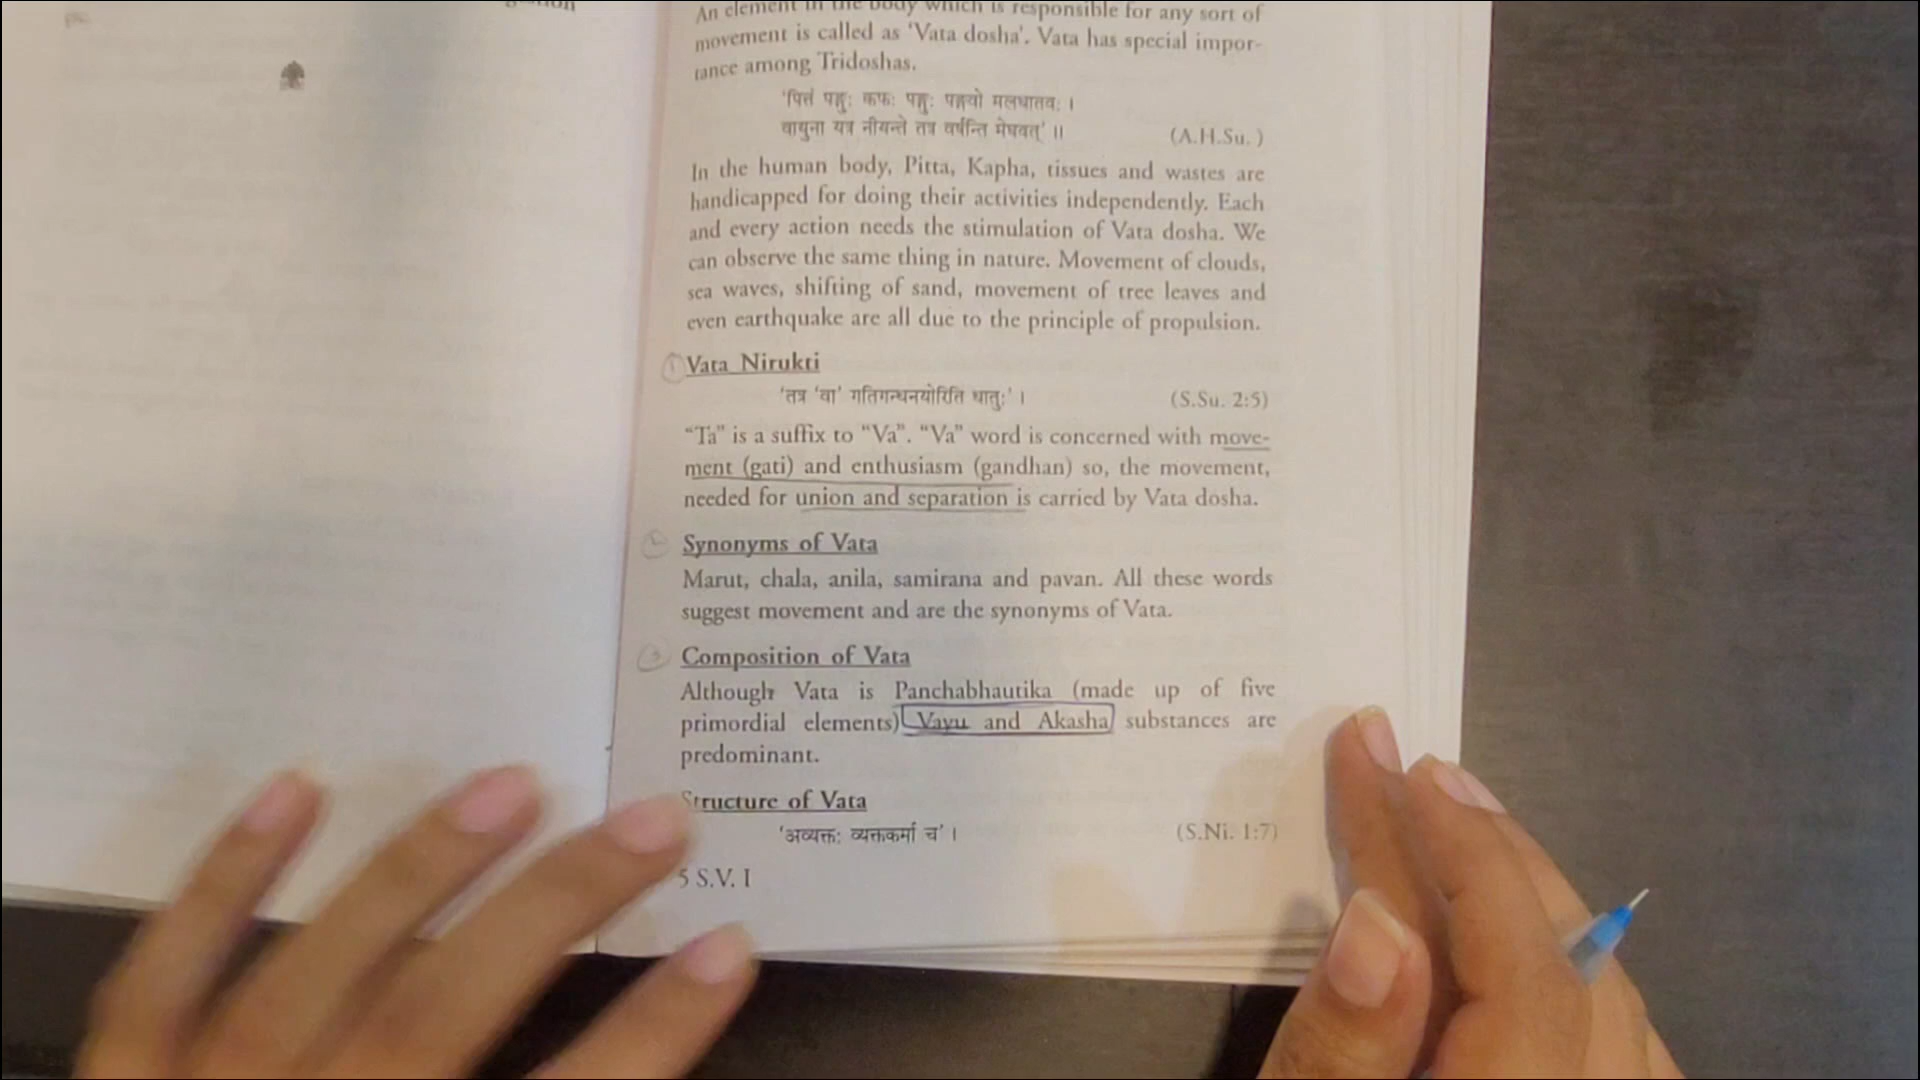 An element in the body which is responsible for any sort of
movement is called as ‘Vata dosha’. Vata has special impor-
tance among Tridoshas.
‘पित्तं पङ्गुः कफः पङ्गुः पङ्गवो मलधातवः ।
वायुना यत्र नीयन्ते तत्र वर्षन्ति मेघवत्’ ॥
(A.H.Su. )
In the human body, Pitta, Kapha, tissues and wastes are
handicapped for doing their activities independently. Each
and every action needs the stimulation of Vata dosha. We
can observe the same thing in nature. Movement of clouds,
sea waves, shifting of sand, movement of tree leaves and
even earthquake are all due to the principle of propulsion.
1 Vata Nirukti
‘तत्र ‘वा’ गतिगन्धनयोरिति धातुः’ ।
(S.Su. 2:5)
“Ta” is a suffix to “Va”. “Va” word is concerned with move-
ment (gati) and enthusiasm (gandhan) so, the movement,
needed for union and separation is carried by Vata dosha.
2 Synonyms of Vata
Marut, chala, anila, samirana and pavan. All these words
suggest movement and are the synonyms of Vata.
3 Composition of Vata
Although Vata is Panchabhautika (made up of five
primordial elements) Vayu and Akasha substances are
predominant.
Structure of Vata
‘अव्यक्तः व्यक्तकर्मा च’ ।
(S.Ni. 1:7)
5 S.V. I